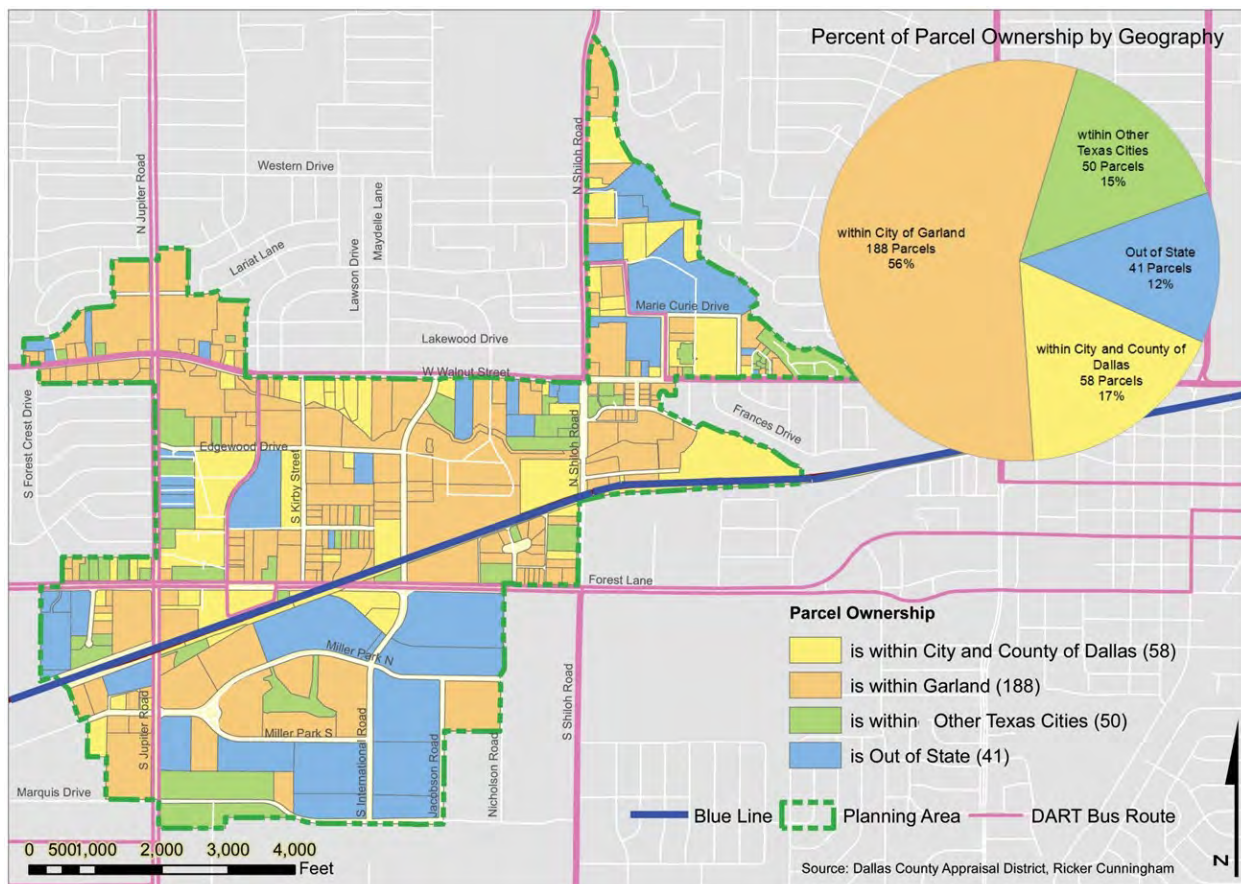 Percent of Parcel Ownership by Geography
wtihin Other
Texas Cities
50 Parcels
15%
within City of Garland
188 Parcels
56%
Out of State
41 Parcels
12%
within City and County of
Dallas
58 Parcels
17%
N Jupiter Road
Western Drive
Maydelle Lane
Lariat Lane
Lawson Drive
N Shiloh Road
Marie Curie Drive
Lakewood Drive
W Walnut Street
S Forest Crest Drive
Edgewood Drive
S Kirby Street
N Shiloh Road
Frances Drive
Forest Lane
Miller Park N
S Jupiter Road
Miller Park S
S International Road
Jacobson Road
Nicholson Road
S Shiloh Road
Marquis Drive
Parcel Ownership
is within City and County of Dallas (58)
is within Garland (188)
is within Other Texas Cities (50)
is Out of State (41)
Blue Line
Planning Area
DART Bus Route
0 500 1,000 2,000 3,000 4,000
Feet
Source: Dallas County Appraisal District, Ricker Cunningham
N